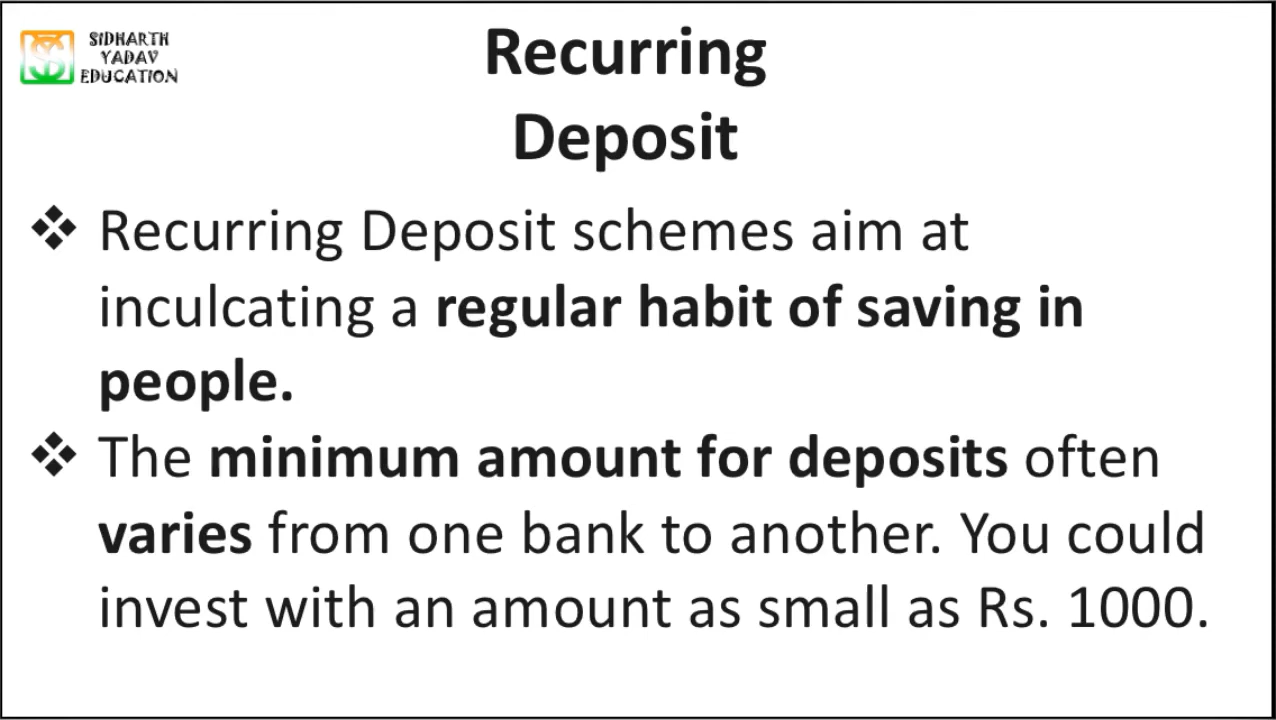 SIDHARTH
YADAV
EDUCATION
Recurring
Deposit
❖ Recurring Deposit schemes aim at
inculcating a regular habit of saving in
people.
❖ The minimum amount for deposits often
varies from one bank to another. You could
invest with an amount as small as Rs. 1000.